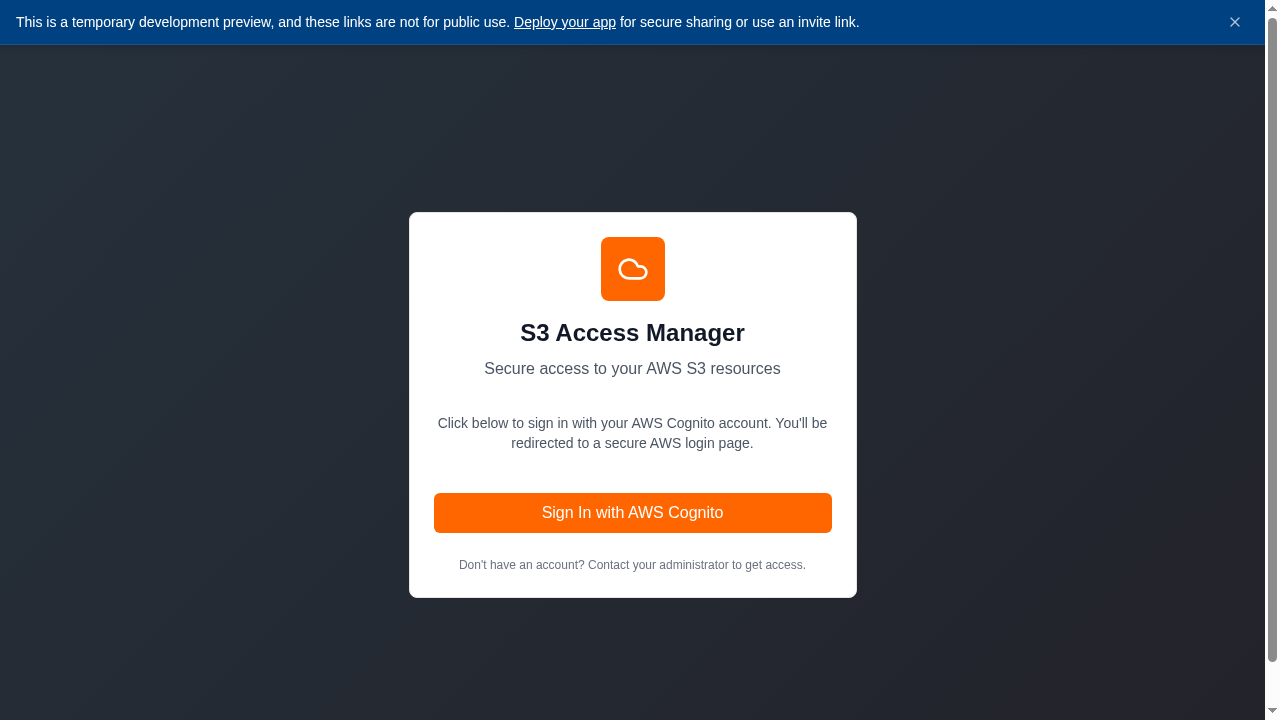 This is a temporary development preview, and these links are not for public use. Deploy your app for secure sharing or use an invite link.
S3 Access Manager
Secure access to your AWS S3 resources
Click below to sign in with your AWS Cognito account. You'll be
redirected to a secure AWS login page.
Sign In with AWS Cognito
Don't have an account? Contact your administrator to get access.